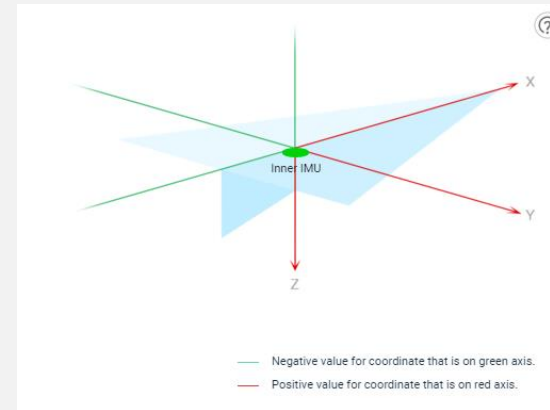 ?
X
Inner IMU
Y
Z
Negative value for coordinate that is on green axis.
Positive value for coordinate that is on red axis.